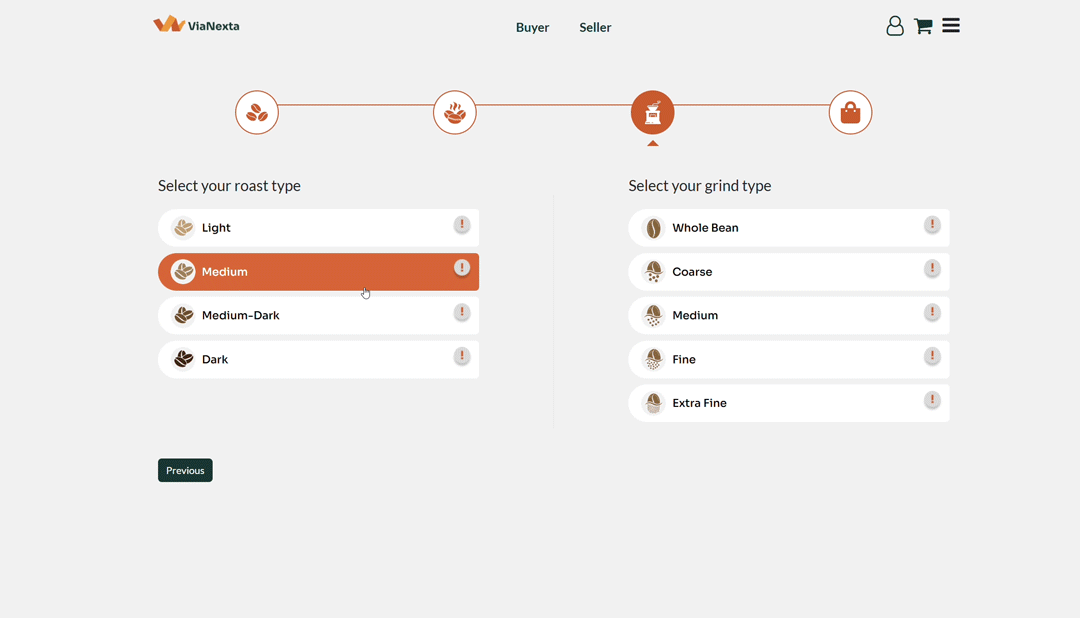 ViaNexta
Buyer
Seller
Select your roast type
Light
!
Medium
!
Medium-Dark
!
Dark
!
Select your grind type
Whole Bean
!
Coarse
!
Medium
!
Fine
!
Extra Fine
!
Previous